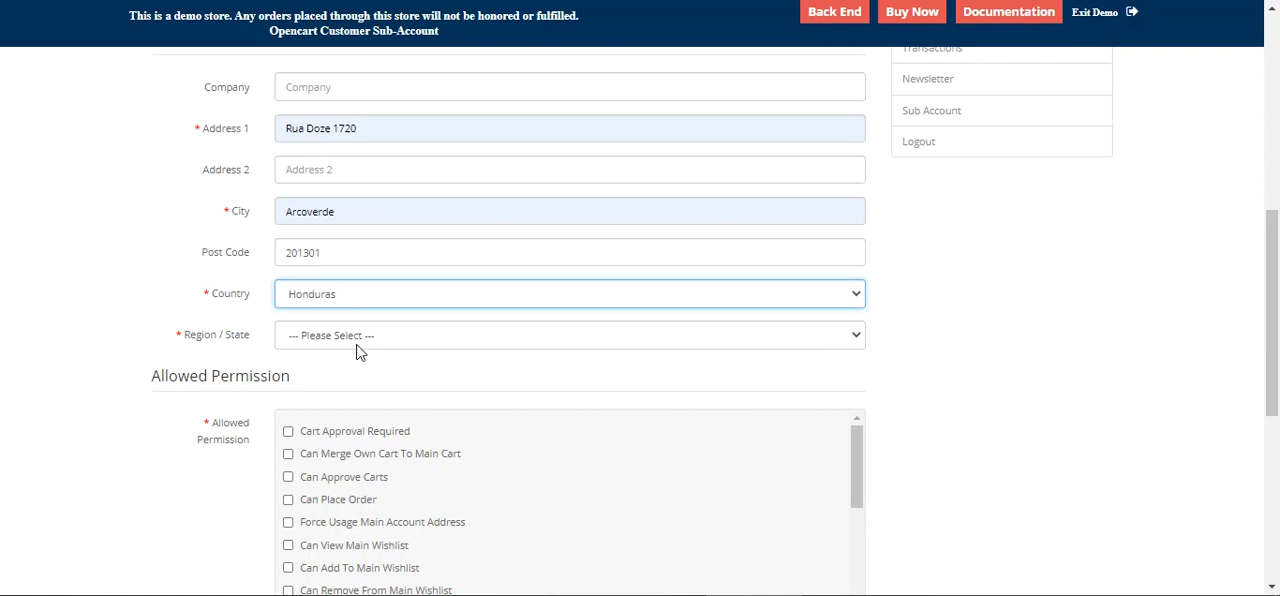 This is a demo store. Any orders placed through this store will not be honored or fulfilled.
Opencart Customer Sub-Account
Back End
Buy Now
Documentation
Exit Demo
Transactions
Newsletter
Sub Account
Logout
Company
Company
* Address 1
Rua Doze 1720
Address 2
Address 2
* City
Arcoverde
Post Code
201301
* Country
Honduras
* Region / State
--- Please Select ---
Allowed Permission
* Allowed
Permission
Cart Approval Required
Can Merge Own Cart To Main Cart
Can Approve Carts
Can Place Order
Force Usage Main Account Address
Can View Main Wishlist
Can Add To Main Wishlist
Can Remove From Main Wishlist